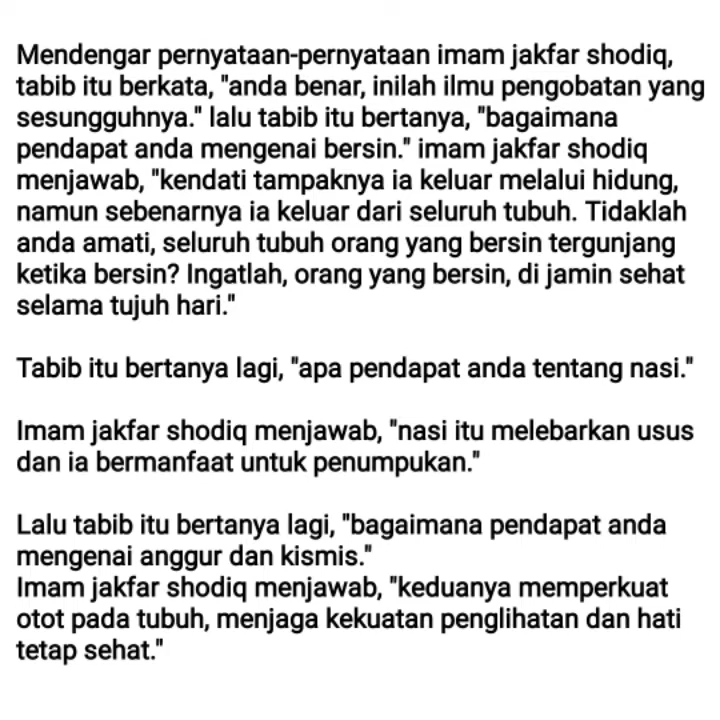 Mendengar pernyataan-pernyataan imam jakfar shodiq,
tabib itu berkata, "anda benar, inilah ilmu pengobatan yang
sesungguhnya." lalu tabib itu bertanya, "bagaimana
pendapat anda mengenai bersin." imam jakfar shodiq
menjawab, "kendati tampaknya ia keluar melalui hidung,
namun sebenarnya ia keluar dari seluruh tubuh. Tidaklah
anda amati, seluruh tubuh orang yang bersin tergunjang
ketika bersin? Ingatlah, orang yang bersin, di jamin sehat
selama tujuh hari."
Tabib itu bertanya lagi, "apa pendapat anda tentang nasi."
Imam jakfar shodiq menjawab, "nasi itu melebarkan usus
dan ia bermanfaat untuk penumpukan."
Lalu tabib itu bertanya lagi, "bagaimana pendapat anda
mengenai anggur dan kismis."
Imam jakfar shodiq menjawab, "keduanya memperkuat
otot pada tubuh, menjaga kekuatan penglihatan dan hati
tetap sehat."